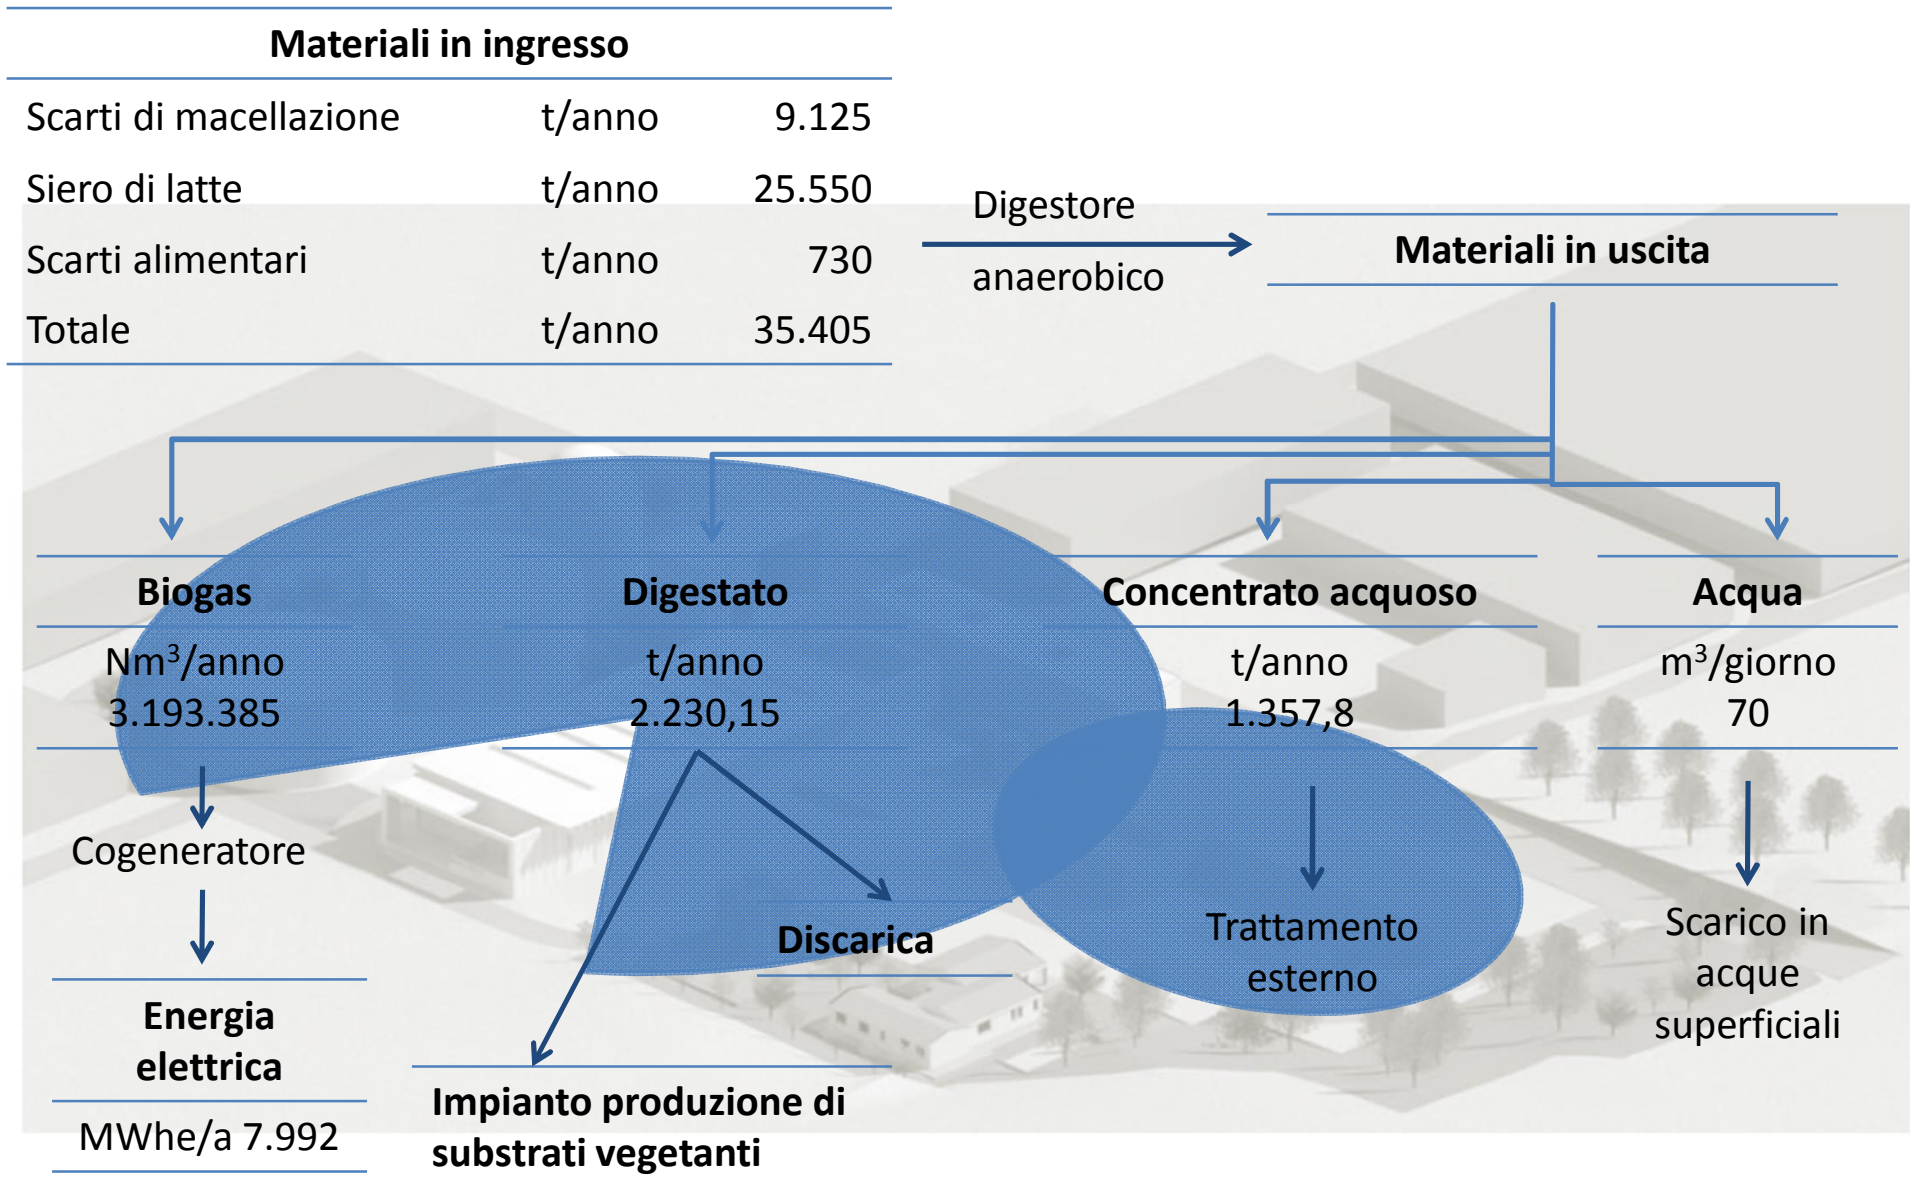 Materiali in ingresso
Scarti di macellazione t/anno 9.125
Siero di latte t/anno 25.550
Scarti alimentari t/anno 730
Totale t/anno 35.405
Digestore
anaerobico
Materiali in uscita
Biogas
Nm³/anno
3.193.385
Digestato
t/anno
2.230,15
Concentrato acquoso
t/anno
1.357,8
Acqua
m³/giorno
70
Cogeneratore
Energia
elettrica
MWhe/a 7.992
Discarica
Impianto produzione di
substrati vegetanti
Trattamento
esterno
Scarico in
acque
superficiali